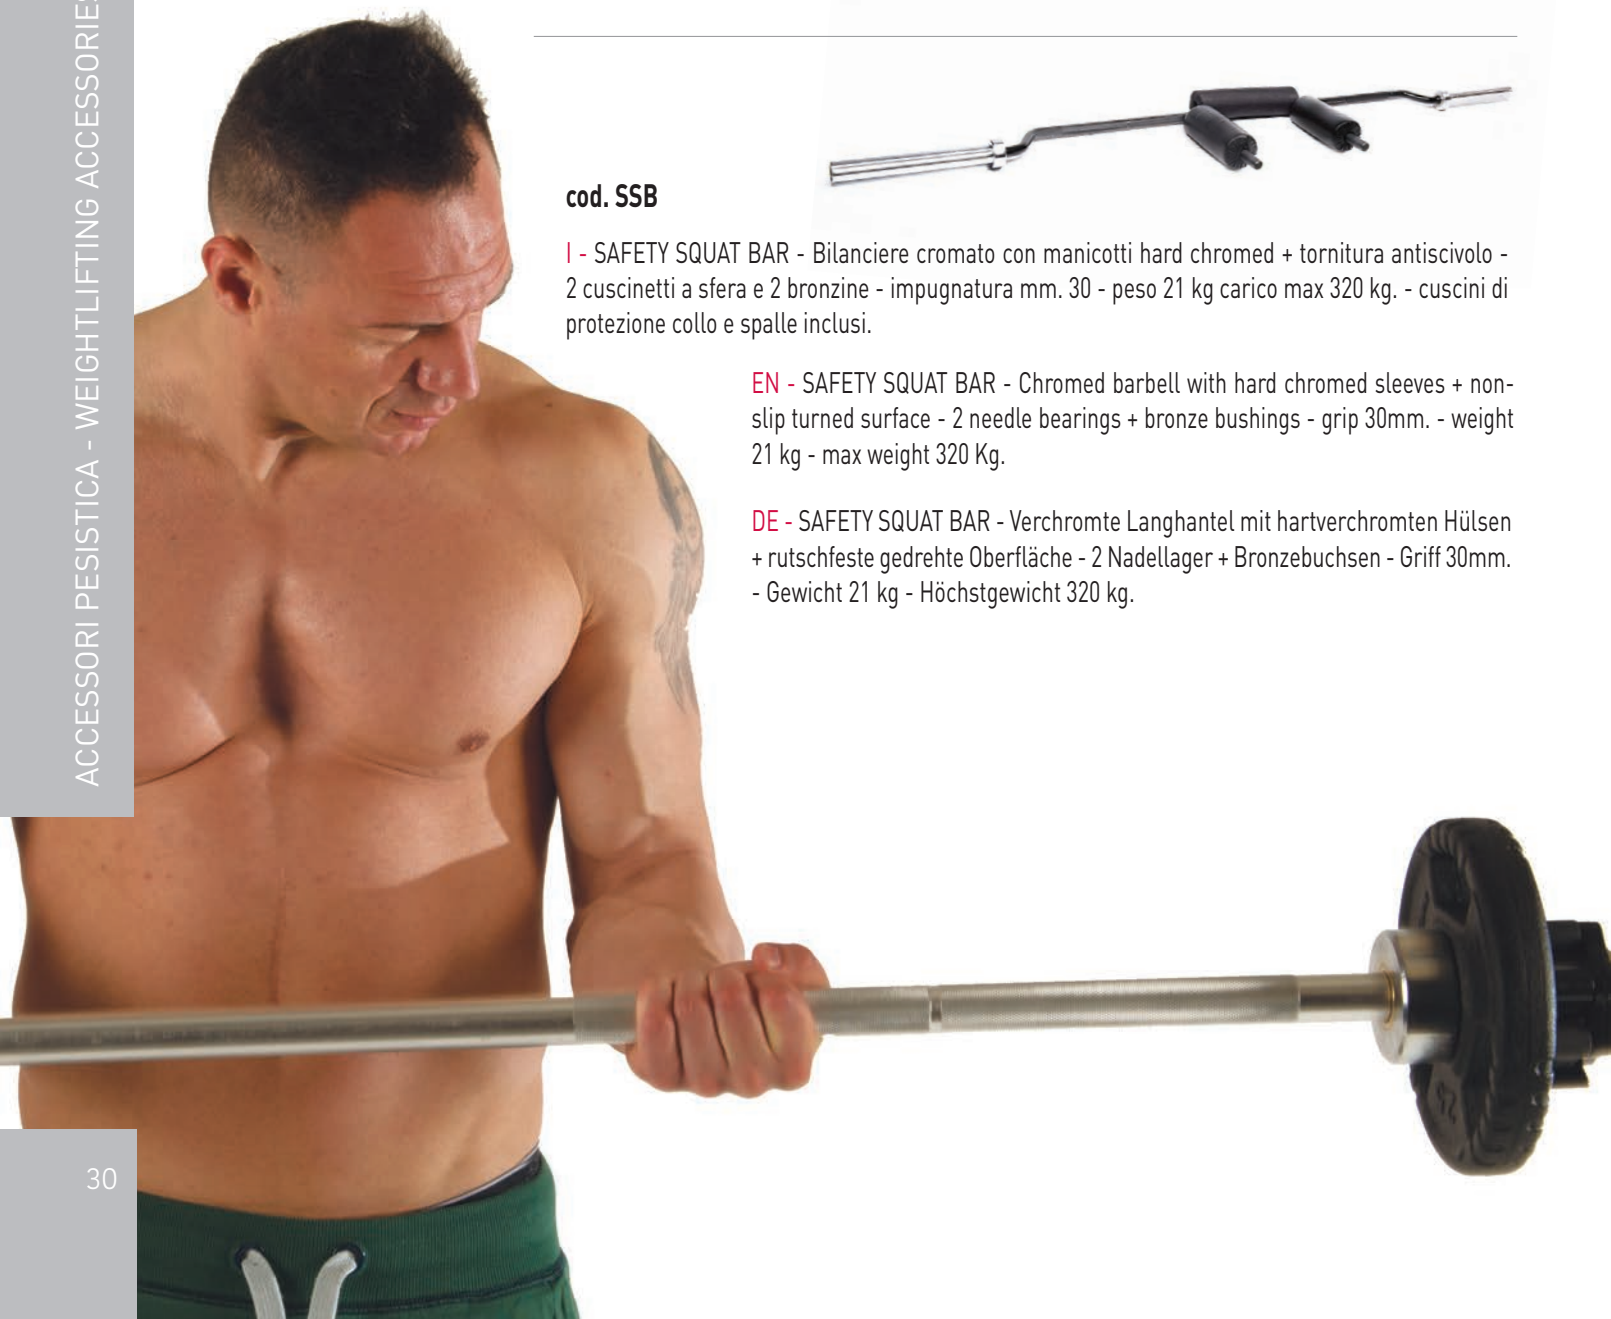 ACCESSORI PESISTICA - WEIGHTLIFTING ACCESSORIES
cod. SSB
I - SAFETY SQUAT BAR - Bilanciere cromato con manicotti hard chromed + tornitura antiscivolo -
2 cuscinetti a sfera e 2 bronzine - impugnatura mm. 30 - peso 21 kg carico max 320 kg. - cuscini di
protezione collo e spalle inclusi.
EN - SAFETY SQUAT BAR - Chromed barbell with hard chromed sleeves + non-
slip turned surface - 2 needle bearings + bronze bushings - grip 30mm. - weight
21 kg - max weight 320 Kg.
DE - SAFETY SQUAT BAR - Verchromte Langhantel mit hartverchromten Hülsen
+ rutschfeste gedrehte Oberfläche - 2 Nadellager + Bronzebuchsen - Griff 30mm.
- Gewicht 21 kg - Höchstgewicht 320 kg.
30